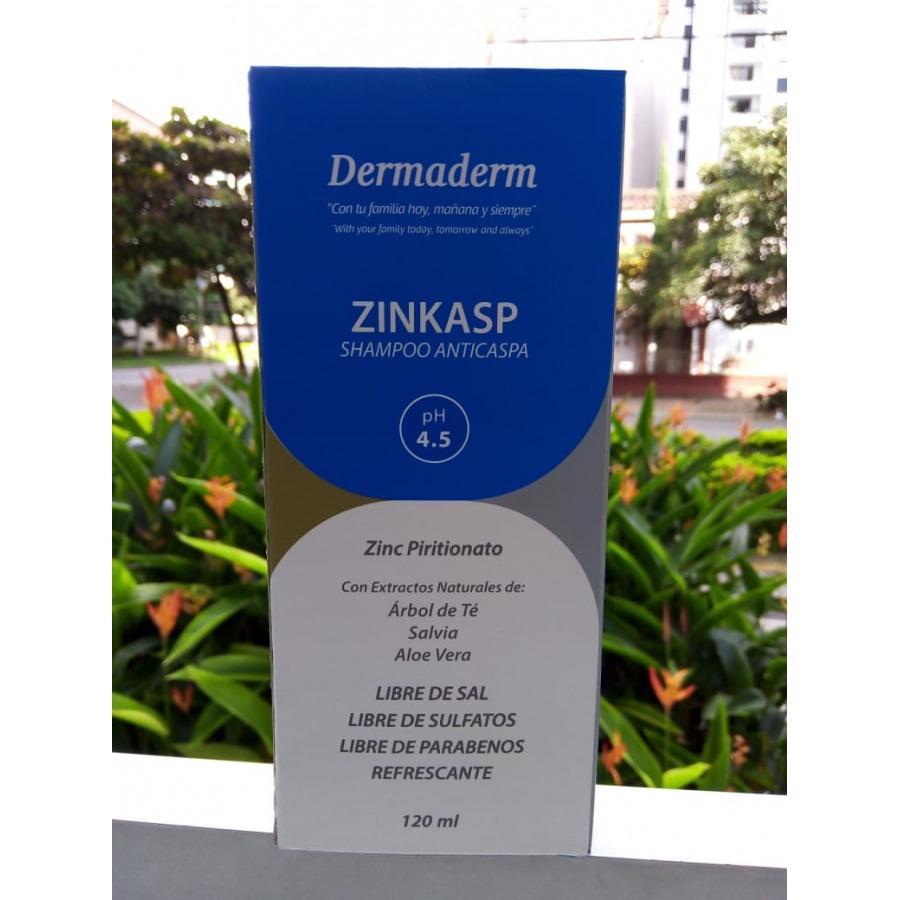 Dermaderm
"Con tu familia hoy, mañana y siempre"
"With your family today, tomorrow and always"
ZINKASP
SHAMPOO ANTICASPA
pH
4.5
Zinc Piritionato
Con Extractos Naturales de:
Árbol de Té
Salvia
Aloe Vera
LIBRE DE SAL
LIBRE DE SULFATOS
LIBRE DE PARABENOS
REFRESCANTE
120 ml